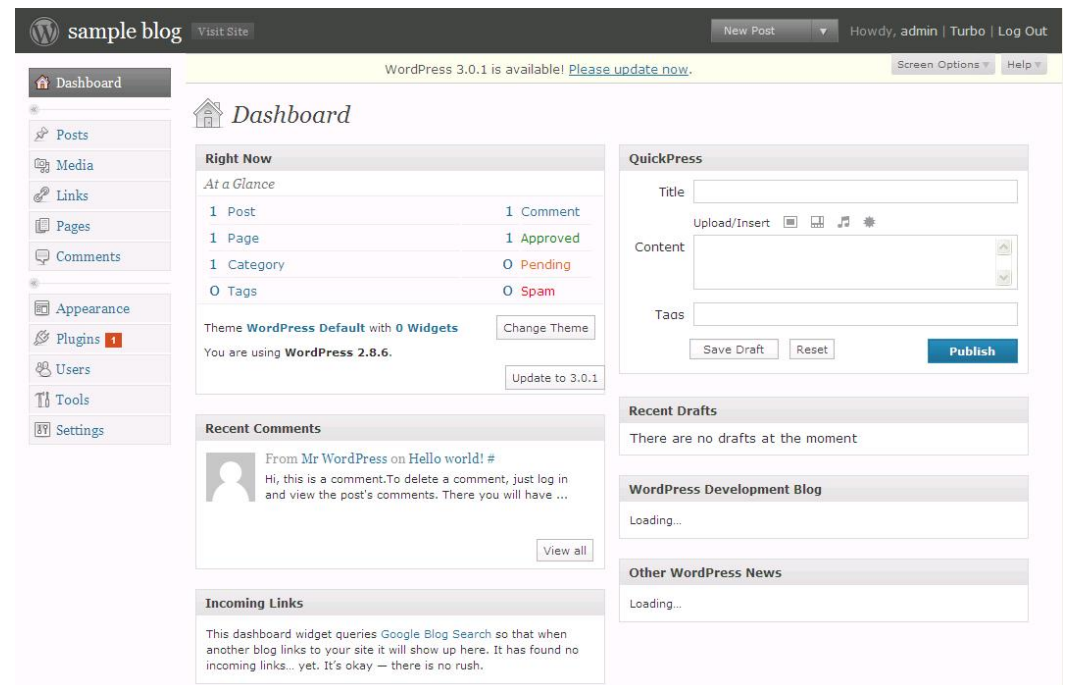 sample blog Visit Site New Post Howdy, admin | Turbo | Log Out
WordPress 3.0.1 is available! Please update now. Screen Options Help
Dashboard
Posts
Media
Links
Pages
Comments
Appearance
Plugins 1
Users
Tools
Settings
Dashboard
Right Now
At a Glance
1 Post 1 Comment
1 Page 1 Approved
1 Category 0 Pending
0 Tags 0 Spam
Theme WordPress Default with 0 Widgets Change Theme
You are using WordPress 2.8.6.
Update to 3.0.1
Recent Comments
From Mr WordPress on Hello world! #
Hi, this is a comment.To delete a comment, just log in
and view the post's comments. There you will have ...
View all
Incoming Links
This dashboard widget queries Google Blog Search so that when
another blog links to your site it will show up here. It has found no
incoming links... yet. It's okay — there is no rush.
QuickPress
Title
Upload/Insert
Content
Tags
Save Draft Reset Publish
Recent Drafts
There are no drafts at the moment
WordPress Development Blog
Loading...
Other WordPress News
Loading...